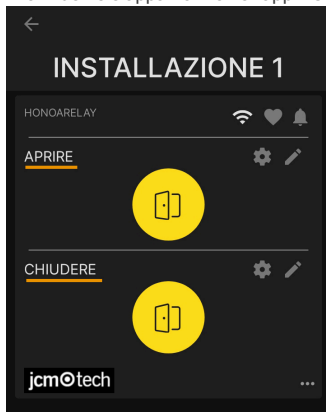 INSTALLAZIONE 1
HONOARELAY
APRIRE
CHIUDERE
jcm tech